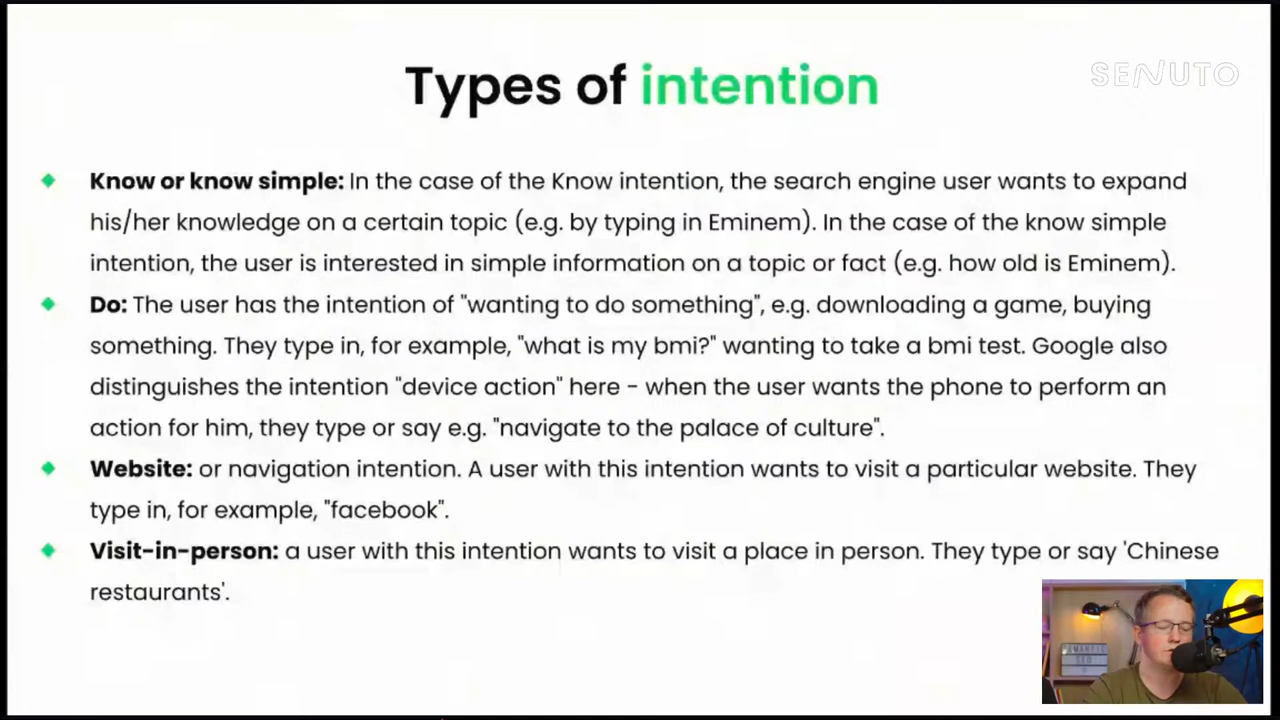 Types of intention
SENUTO
Know or know simple: In the case of the Know intention, the search engine user wants to expand
his/her knowledge on a certain topic (e.g. by typing in Eminem). In the case of the know simple
intention, the user is interested in simple information on a topic or fact (e.g. how old is Eminem).
Do: The user has the intention of "wanting to do something", e.g. downloading a game, buying
something. They type in, for example, "what is my bmi?" wanting to take a bmi test. Google also
distinguishes the intention "device action" here - when the user wants the phone to perform an
action for him, they type or say e.g. "navigate to the palace of culture".
Website: or navigation intention. A user with this intention wants to visit a particular website. They
type in, for example, "facebook".
Visit-in-person: a user with this intention wants to visit a place in person. They type or say 'Chinese
restaurants'.
SEO